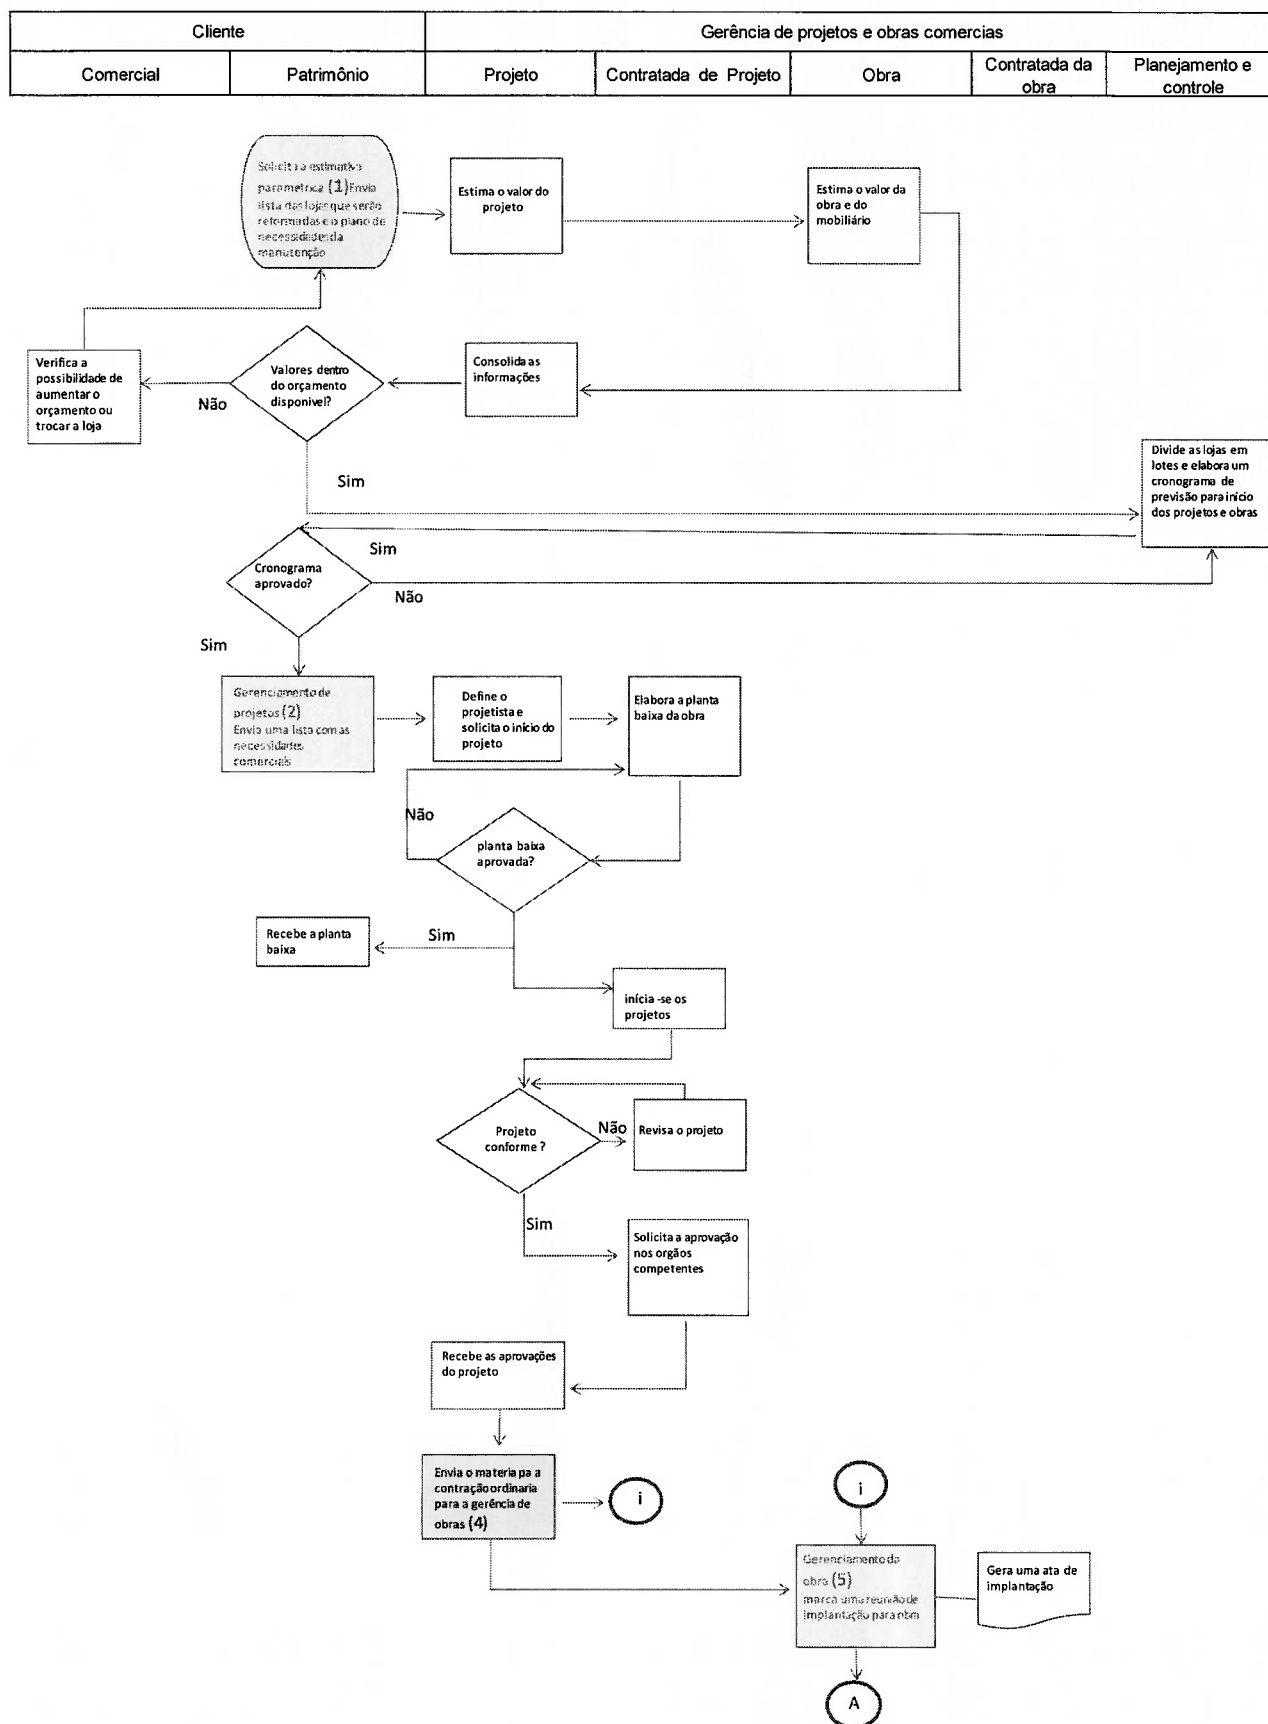 Cliente
Gerência de projetos e obras comercias
Comercial
Patrimônio
Projeto
Contratada de Projeto
Obra
Contratada da
obra
Planejamento e
controle
Solicita a estimativa
parametrica (1) Envia
lista das lojas que serão
reformadas e o plano de
necessidades da
manutenção
Estima o valor do
projeto
Estima o valor da
obra e do
mobiliário
Verifica a
possibilidade de
aumentar o
orçamento ou
trocar a loja
Não
Valores dentro
do orçamento
disponivel?
Consolida as
informações
Sim
Divide as lojas em
lotes e elabora um
cronograma de
previsão para início
dos projetos e obras
Sim
Cronograma
aprovado?
Não
Sim
Gerenciamento de
projetos (2)
Envia uma lista com as
necessidades
comerciais
Define o
projetista e
solicita o início do
projeto
Elabora a planta
baixa da obra
Não
planta baixa
aprovada?
Recebe a planta
baixa
Sim
inícia -se os
projetos
Projeto
conforme ?
Não
Revisa o projeto
Sim
Solicita a aprovação
nos orgãos
competentes
Recebe as aprovações
do projeto
Envia o materia pa a
contração ordinaria
para a gerência de
obras (4)
i
i
Gerenciamento da
obra (5)
marca uma reunião de
implantação para obra
Gera uma ata de
implantação
A